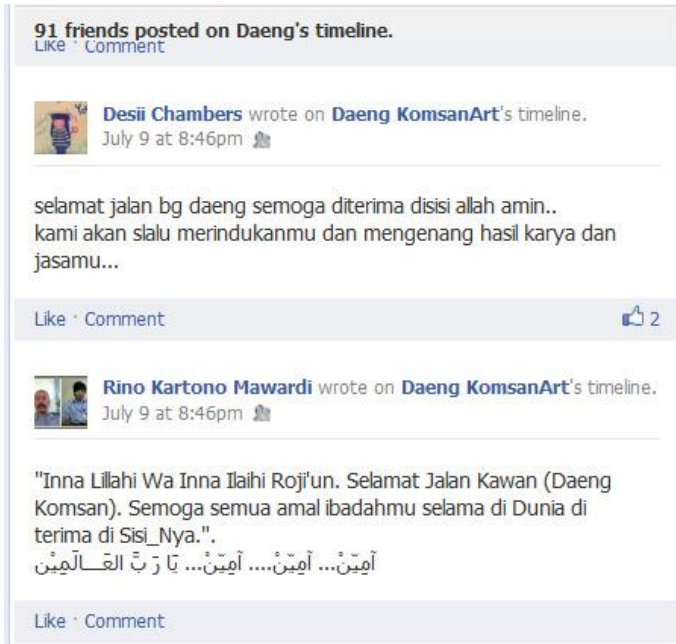 91 friends posted on Daeng's timeline.
Like · Comment
Desii Chambers wrote on Daeng KomsanArt's timeline.
July 9 at 8:46pm
selamat jalan bg daeng semoga diterima disisi allah amin..
kami akan slalu merindukanmu dan mengenang hasil karya dan
jasamu...
Like · Comment 2
Rino Kartono Mawardi wrote on Daeng KomsanArt's timeline.
July 9 at 8:46pm
"Inna Lillahi Wa Inna Ilaihi Roji'un. Selamat Jalan Kawan (Daeng
Komsan). Semoga semua amal ibadahmu selama di Dunia di
terima di Sisi_Nya.".
آمِيّنْ... آمِيّنْ.... آمِيّنْ... يَا رَ بَّ العَـــالَمِيْن
Like · Comment